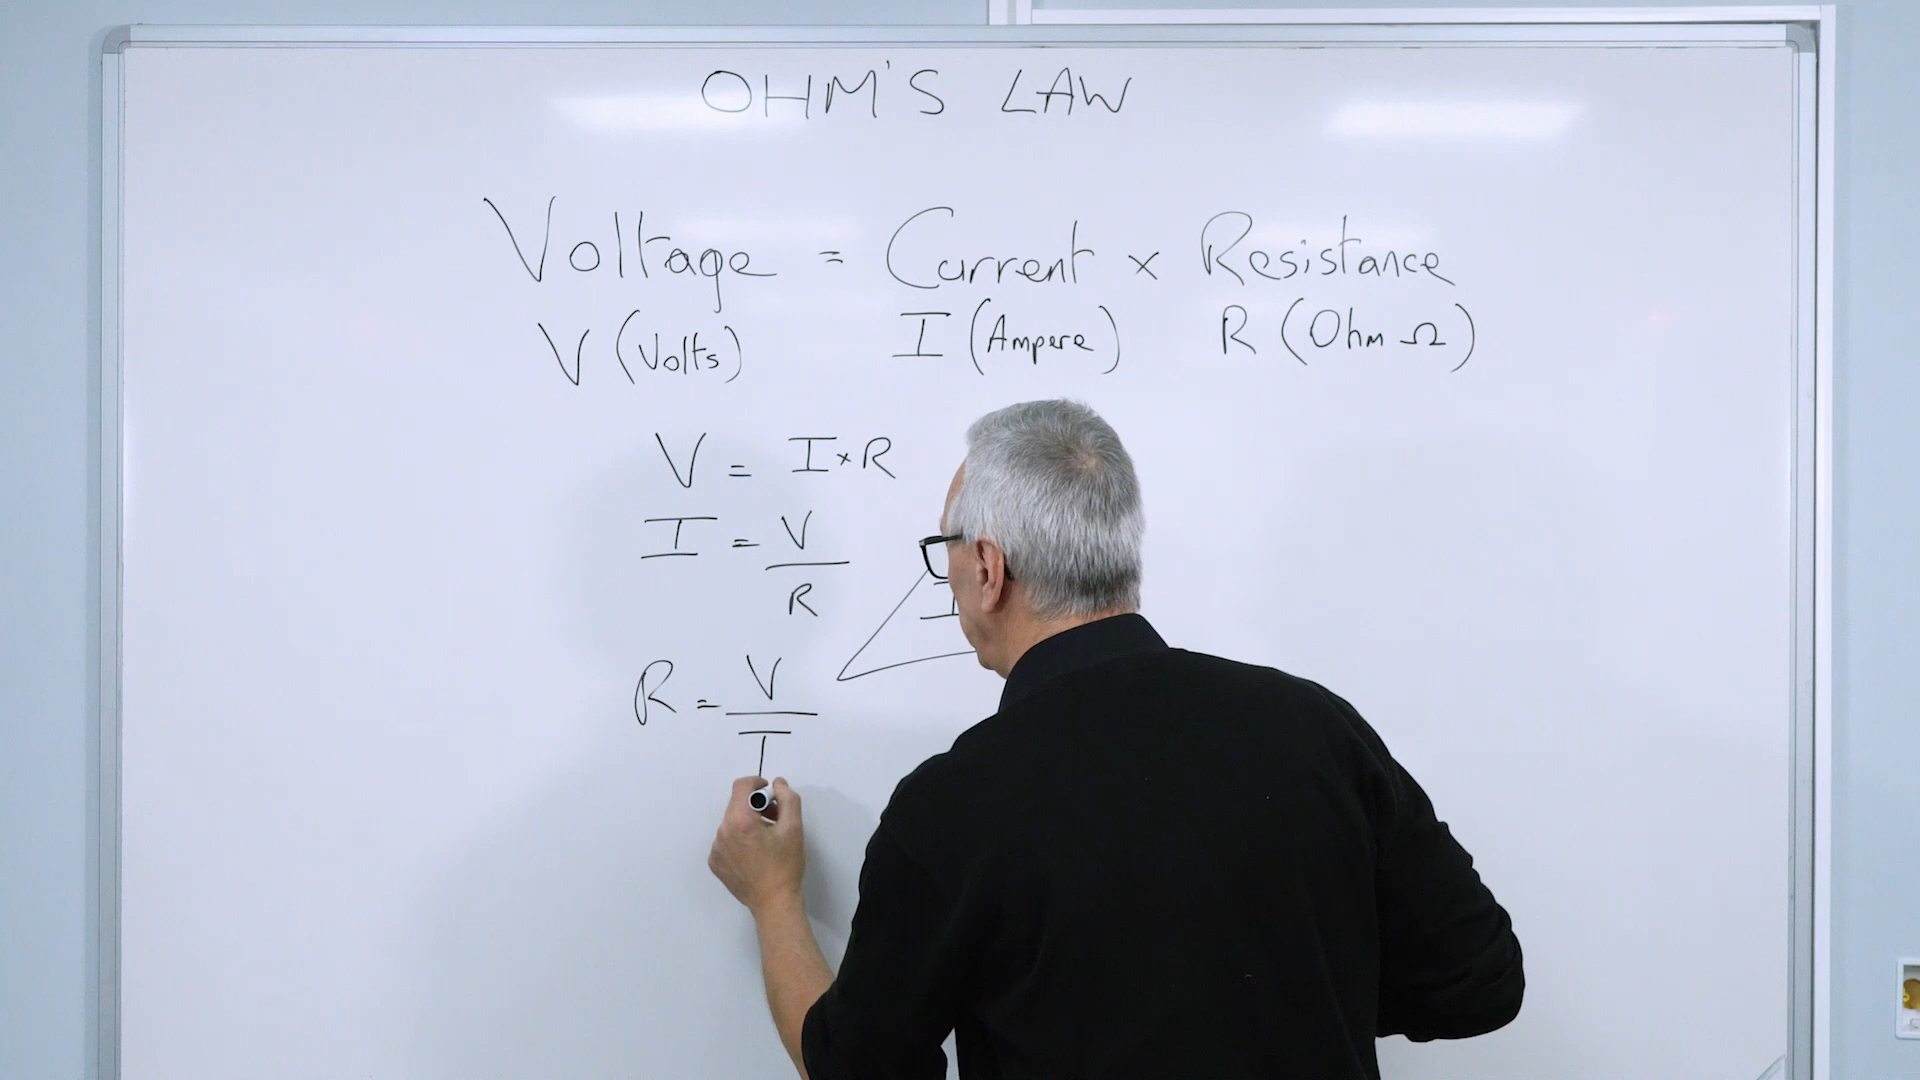 OHM'S LAW
Voltage = Current × Resistance
V (Volts) I (Ampere) R (Ohm Ω)
V = I × R
I = V
R
I
R = V
I